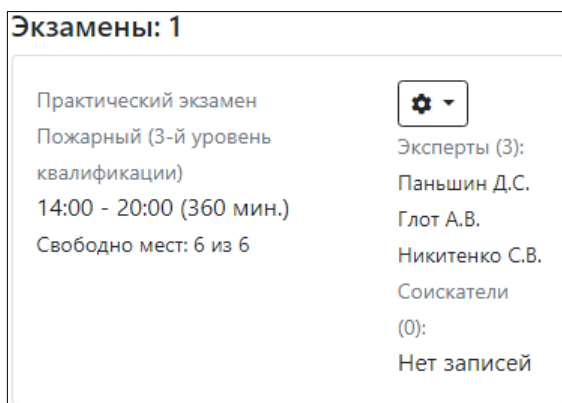 Экзамены: 1
Практический экзамен
Пожарный (3-й уровень
квалификации)
14:00 - 20:00 (360 мин.)
Свободно мест: 6 из 6
Эксперты (3):
Паньшин Д.С.
Глот А.В.
Никитенко С.В.
Соискатели
(0):
Нет записей